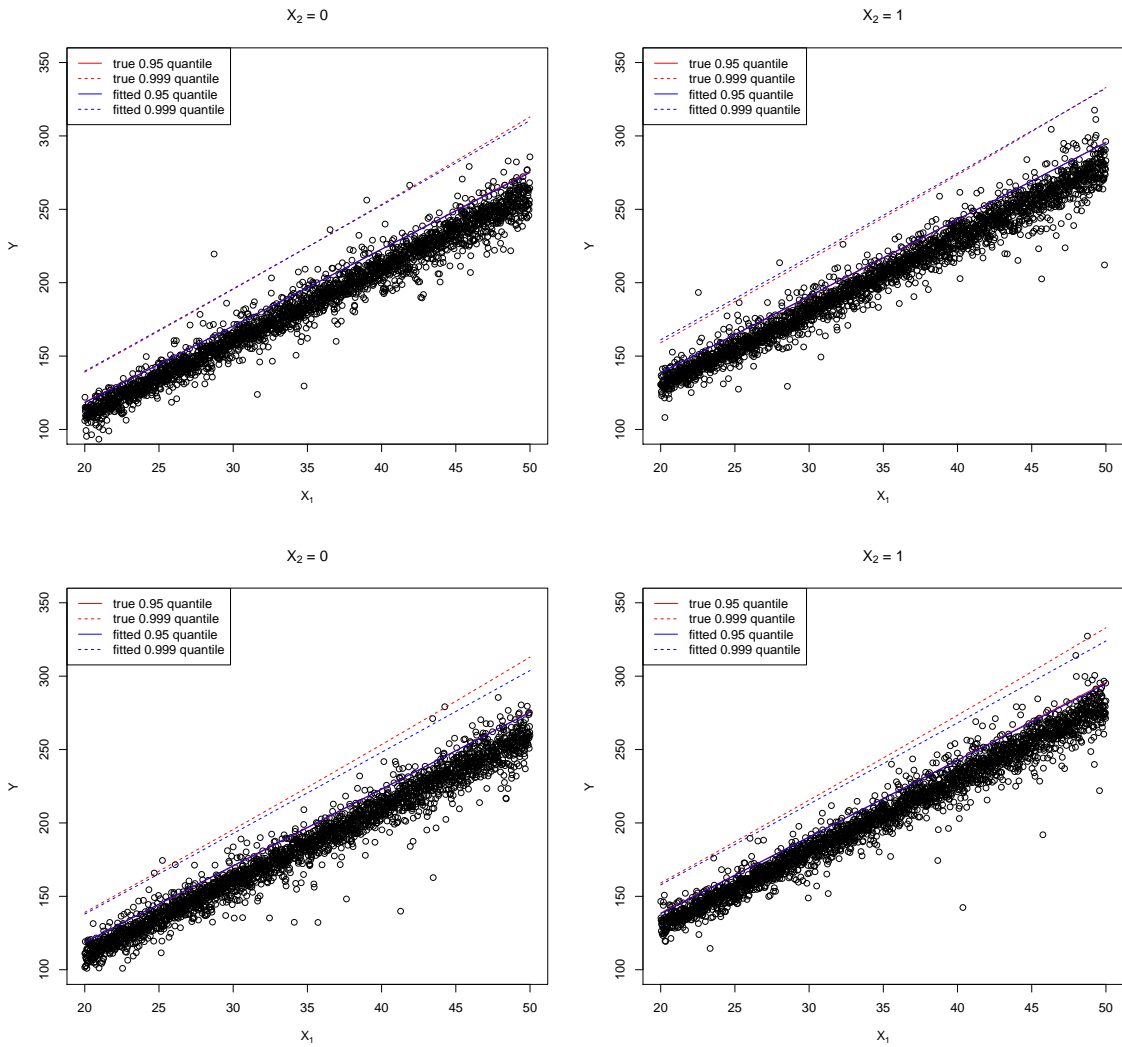 X2 = 0
true 0.95 quantile
true 0.999 quantile
fitted 0.95 quantile
fitted 0.999 quantile
350
300
250
200
150
100
Y
20 25 30 35 40 45 50
X1
X2 = 1
true 0.95 quantile
true 0.999 quantile
fitted 0.95 quantile
fitted 0.999 quantile
350
300
250
200
150
100
Y
20 25 30 35 40 45 50
X1
X2 = 0
true 0.95 quantile
true 0.999 quantile
fitted 0.95 quantile
fitted 0.999 quantile
350
300
250
200
150
100
Y
20 25 30 35 40 45 50
X1
X2 = 1
true 0.95 quantile
true 0.999 quantile
fitted 0.95 quantile
fitted 0.999 quantile
350
300
250
200
150
100
Y
20 25 30 35 40 45 50
X1